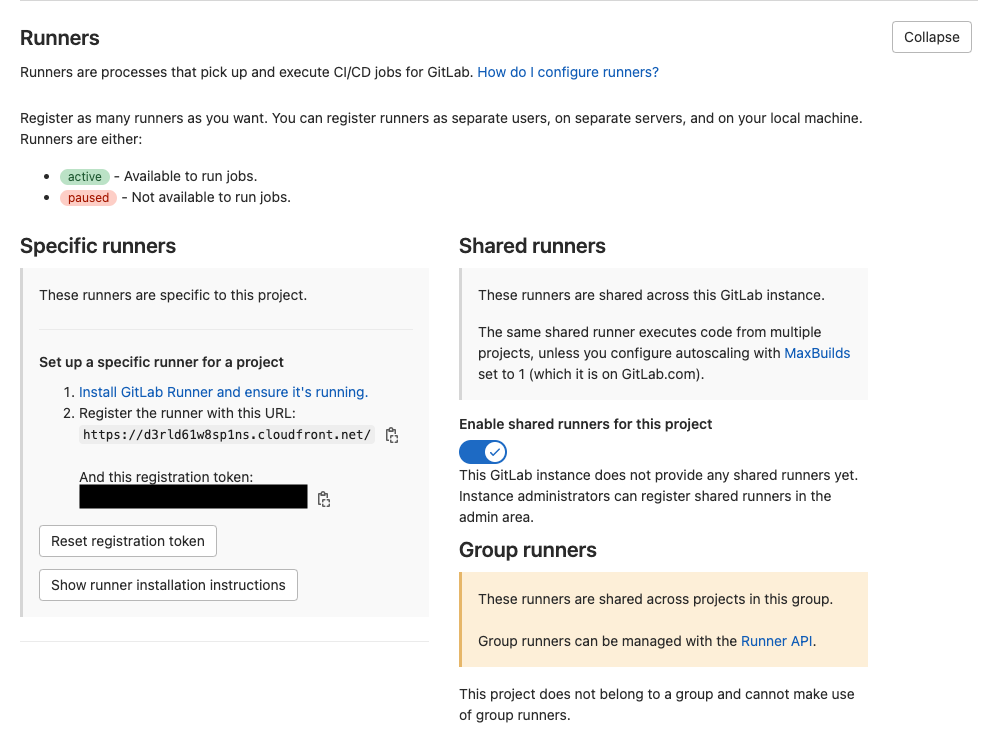 Runners
Collapse
Runners are processes that pick up and execute CI/CD jobs for GitLab. How do I configure runners?
Register as many runners as you want. You can register runners as separate users, on separate servers, and on your local machine.
Runners are either:
active - Available to run jobs.
paused - Not available to run jobs.
Specific runners
These runners are specific to this project.
Set up a specific runner for a project
1. Install GitLab Runner and ensure it's running.
2. Register the runner with this URL:
https://d3rld61w8sp1ns.cloudfront.net/
And this registration token:
Reset registration token
Show runner installation instructions
Shared runners
These runners are shared across this GitLab instance.
The same shared runner executes code from multiple
projects, unless you configure autoscaling with MaxBuilds
set to 1 (which it is on GitLab.com).
Enable shared runners for this project
This GitLab instance does not provide any shared runners yet.
Instance administrators can register shared runners in the
admin area.
Group runners
These runners are shared across projects in this group.
Group runners can be managed with the Runner API.
This project does not belong to a group and cannot make use
of group runners.